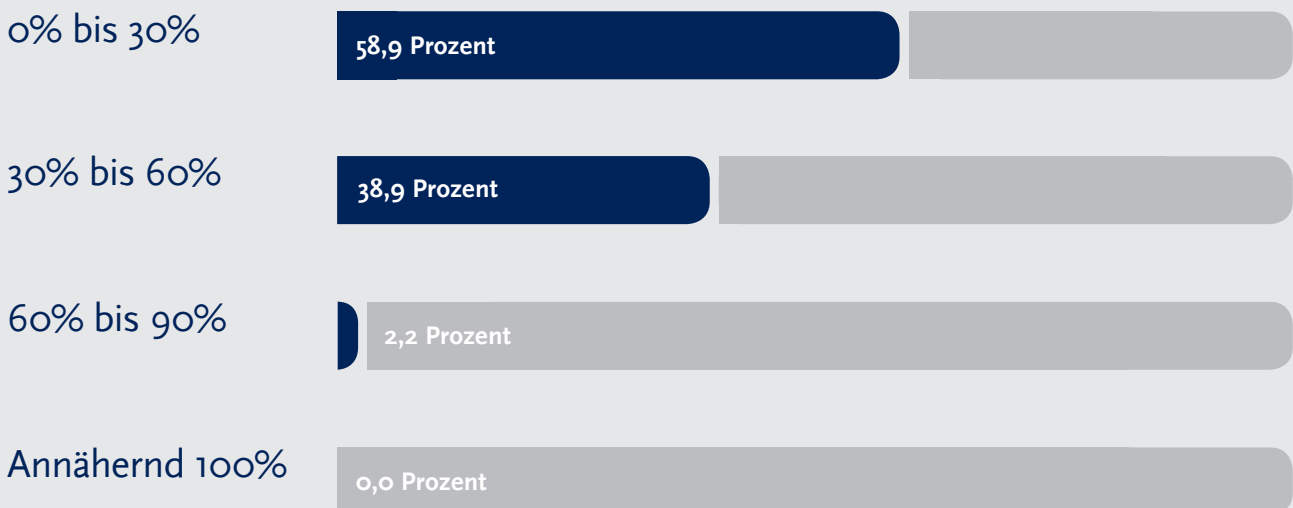 0% bis 30%
58,9 Prozent
30% bis 60%
38,9 Prozent
60% bis 90%
2,2 Prozent
Annähernd 100%
0,0 Prozent